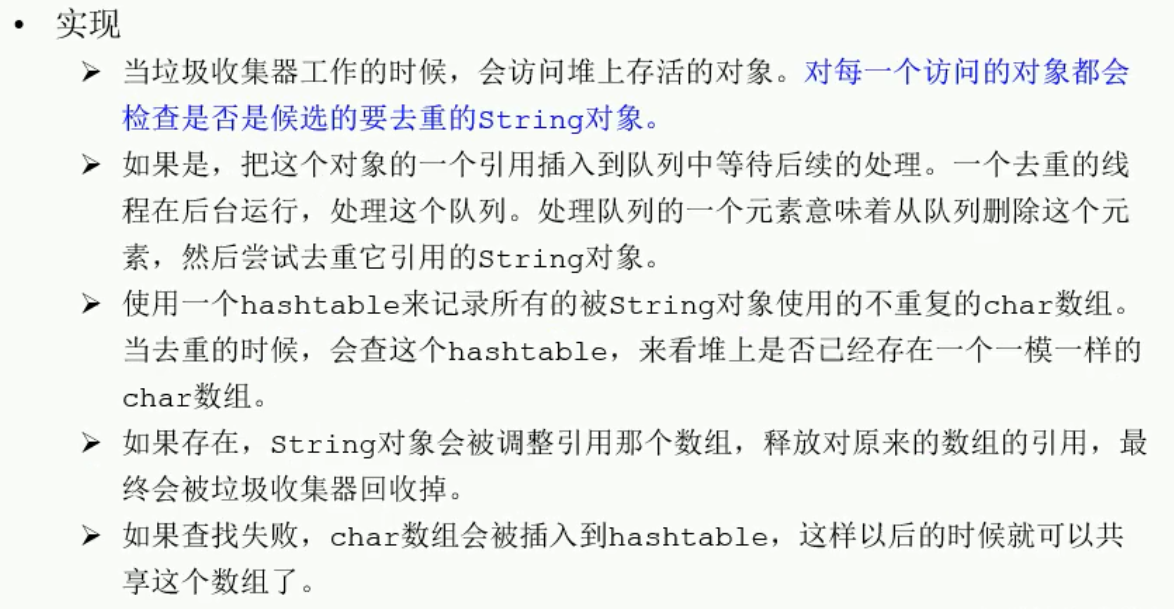 • 实现
➢ 当垃圾收集器工作的时候，会访问堆上存活的对象。对每一个访问的对象都会
检查是否是候选的要去重的String对象。
➢ 如果是，把这个对象的一个引用插入到队列中等待后续的处理。一个去重的线
程在后台运行，处理这个队列。处理队列的一个元素意味着从队列删除这个元
素，然后尝试去重它引用的String对象。
➢ 使用一个hashtable来记录所有的被String对象使用的不重复的char数组。
当去重的时候，会查这个hashtable，来看堆上是否已经存在一个一模一样的
char数组。
➢ 如果存在，String对象会被调整引用那个数组，释放对原来的数组的引用，最
终会被垃圾收集器回收掉。
➢ 如果查找失败，char数组会被插入到hashtable，这样以后的时候就可以共
享这个数组了。